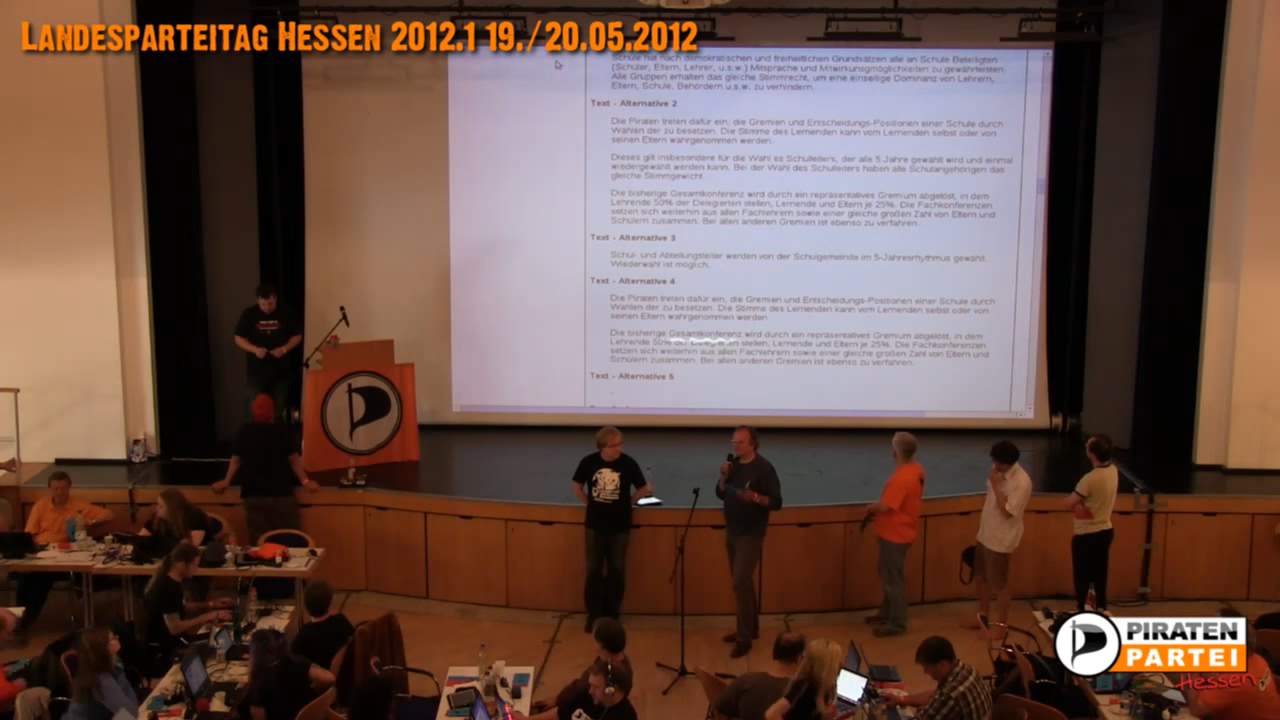 LANDESPARTEITAG HESSEN 2012.1 19./20.05.2012
Schule hat nach demokratischen und freiheitlichen Grundsätzen alle an Schule Beteiligten
(Schüler, Eltern, Lehrer, u.s.w.) Mitsprache und Mitwirkunsmöglichkeiten zu gewährleisten.
Alle Gruppen erhalten das gleiche Stimmrecht, um eine einseitige Dominanz von Lehrern,
Eltern, Schule, Behördern u.s.w. zu verhindern.
Text - Alternative 2
Die Piraten treten dafür ein, die Gremien und Entscheidungs-Positionen einer Schule durch
Wahlen der zu besetzen. Die Stimme des Lernenden kann vom Lernenden selbst oder von
seinen Eltern wahrgenommen werden.
Dieses gilt insbesondere für die Wahl es Schulleiters, der alle 5 Jahre gewählt wird und einmal
wiedergewählt werden kann. Bei der Wahl des Schulleiters haben alle Schulangehörigen das
gleiche Stimmgewicht.
Die bisherige Gesamtkonferenz wird durch ein repräsentatives Gremium abgelöst, in dem
Lehrende 50% der Delegierten stellen, Lernende und Eltern je 25%. Die Fachkonferenzen
setzen sich weiterhin aus allen Fachlehrern sowie einer gleiche großen Zahl von Eltern und
Schülern zusammen. Bei allen anderen Gremien ist ebenso zu verfahren.
Text - Alternative 3
Schul- und Abteilungsleiter werden von der Schulgemeinde im 5-Jahresrhythmus gewählt.
Wiederwahl ist möglich.
Text - Alternative 4
Die Piraten treten dafür ein, die Gremien und Entscheidungs-Positionen einer Schule durch
Wahlen der zu besetzen. Die Stimme des Lernenden kann vom Lernenden selbst oder von
seinen Eltern wahrgenommen werden
Die bisherige Gesamtkonferenz wird durch ein repräsentatives Gremium abgelöst, in dem
Lehrende 50% der Delegierten stellen, Lernende und Eltern je 25%. Die Fachkonferenzen
setzen sich weiterhin aus allen Fachlehrern sowie einer gleiche großen Zahl von Eltern und
Schülern zusammen. Bei allen anderen Gremien ist ebenso zu verfahren.
Text - Alternative 5
PIRATEN
PARTEI
Hessen